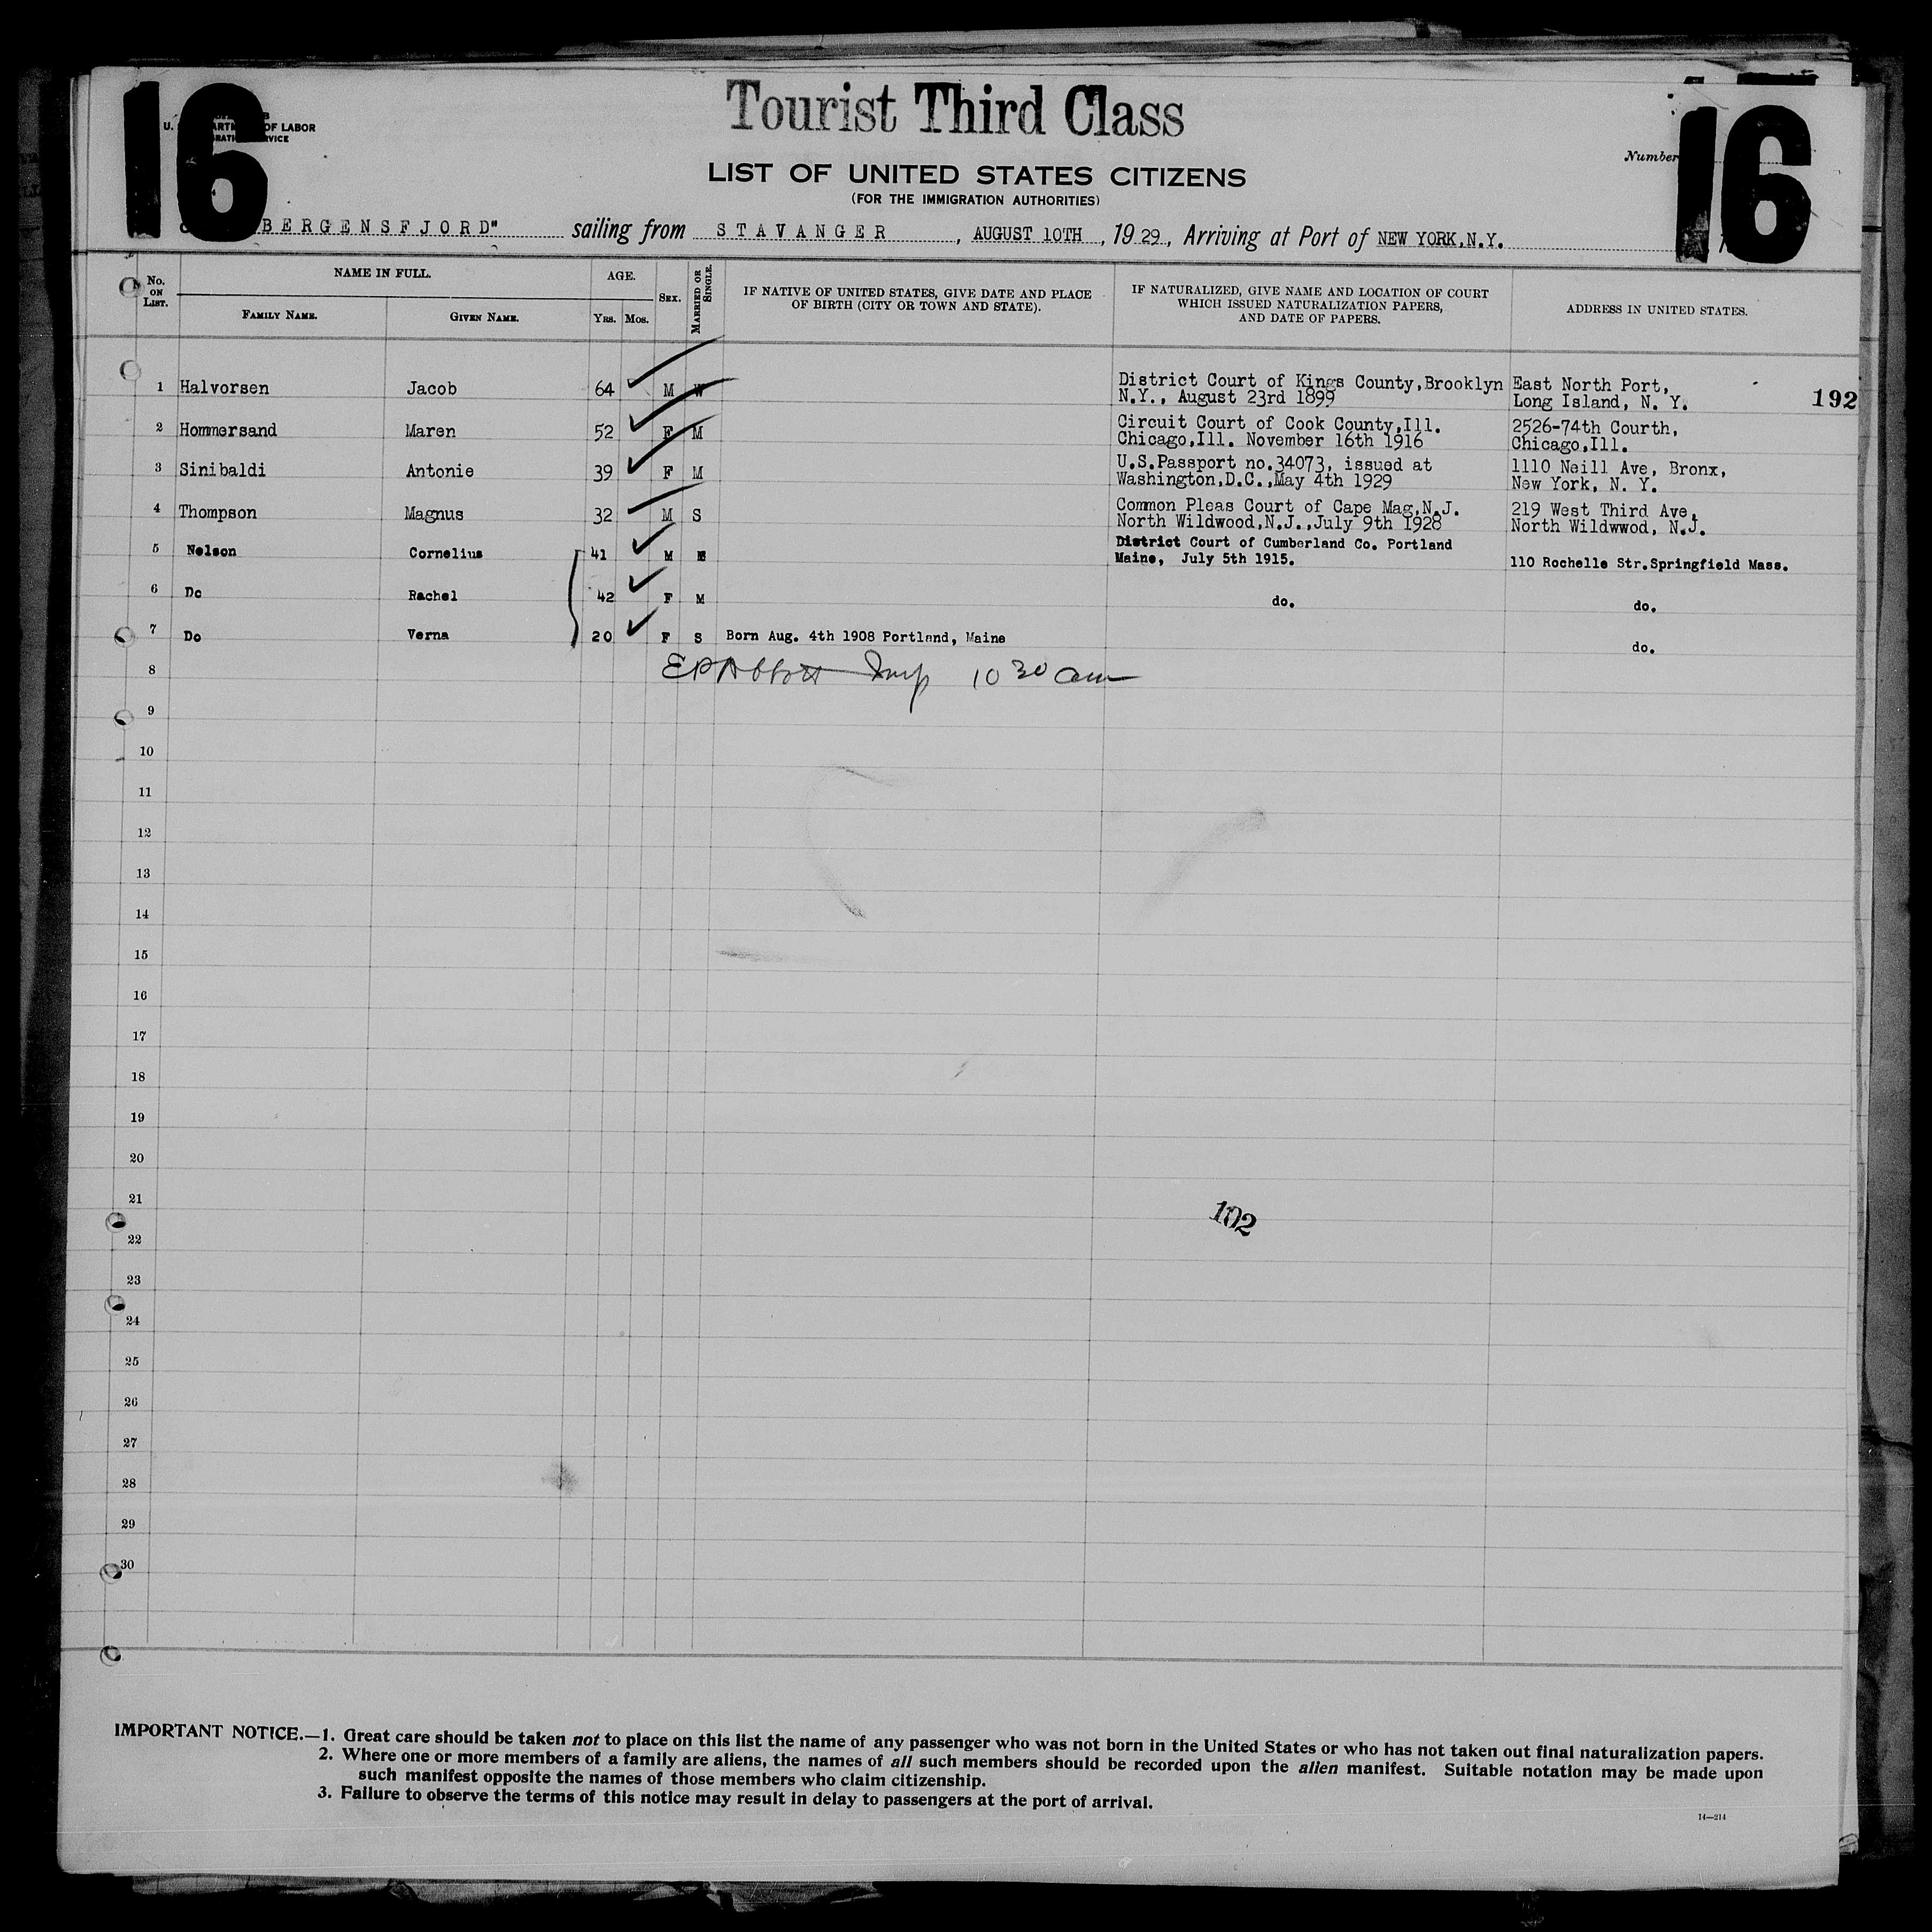 16
16
Tourist Third Class
U. OF LABOR
Number
LIST OF UNITED STATES CITIZENS
(FOR THE IMMIGRATION AUTHORITIES)
BERGENSFJORD" sailing from STAVANGER, AUGUST 10TH, 1929, Arriving at Port of NEW YORK,N.Y.
No. ON LIST.
NAME IN FULL.
FAMILY NAME.
GIVEN NAME.
AGE.
YRS. MOS.
SEX.
MARRIED OR SINGLE.
IF NATIVE OF UNITED STATES, GIVE DATE AND PLACE
OF BIRTH (CITY OR TOWN AND STATE).
IF NATURALIZED, GIVE NAME AND LOCATION OF COURT
WHICH ISSUED NATURALIZATION PAPERS,
AND DATE OF PAPERS.
ADDRESS IN UNITED STATES.
1 Halvorsen Jacob 64 M W District Court of Kings County,Brooklyn East North Port,
N.Y., August 23rd 1899 Long Island, N. Y. 192
2 Hommersand Maren 52 F M Circuit Court of Cook County,Ill. 2526-74th Courth,
Chicago,Ill. November 16th 1916 Chicago,Ill.
3 Sinibaldi Antonie 39 F M U.S.Passport no.34073, issued at 1110 Neill Ave, Bronx,
Washington,D.C.,May 4th 1929 New York, N. Y.
4 Thompson Magnus 32 M S Common Pleas Court of Cape Mag,N.J. 219 West Third Ave,
North Wildwood,N.J.,July 9th 1928 North Wildwwod, N.J.
5 Nelson Cornelius 41 M District Court of Cumberland Co. Portland
Maine, July 5th 1915. 110 Rochelle Str.Springfield Mass.
6 Do Rachel 42 F M do. do.
7 Do Verna 20 F S Born Aug. 4th 1908 Portland, Maine do.
8 EPAbbott Insp 10 30 am
9
10
11
12
13
14
15
16
17
18
19
20
21
102
22
23
24
25
26
27
28
29
30
IMPORTANT NOTICE.—1. Great care should be taken not to place on this list the name of any passenger who was not born in the United States or who has not taken out final naturalization papers.
2. Where one or more members of a family are aliens, the names of all such members should be recorded upon the alien manifest. Suitable notation may be made upon
such manifest opposite the names of those members who claim citizenship.
3. Failure to observe the terms of this notice may result in delay to passengers at the port of arrival.
14—214